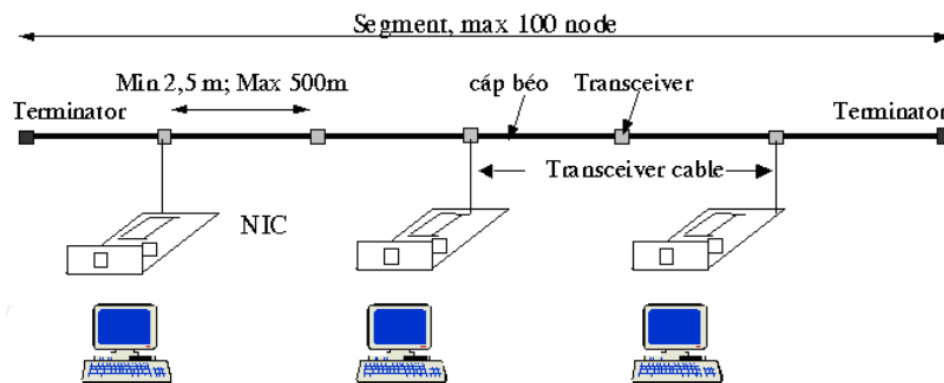 Segment, max 100 node
Min 2,5 m; Max 500m
cáp béo
Transceiver
Terminator
Terminator
Transceiver cable
NIC